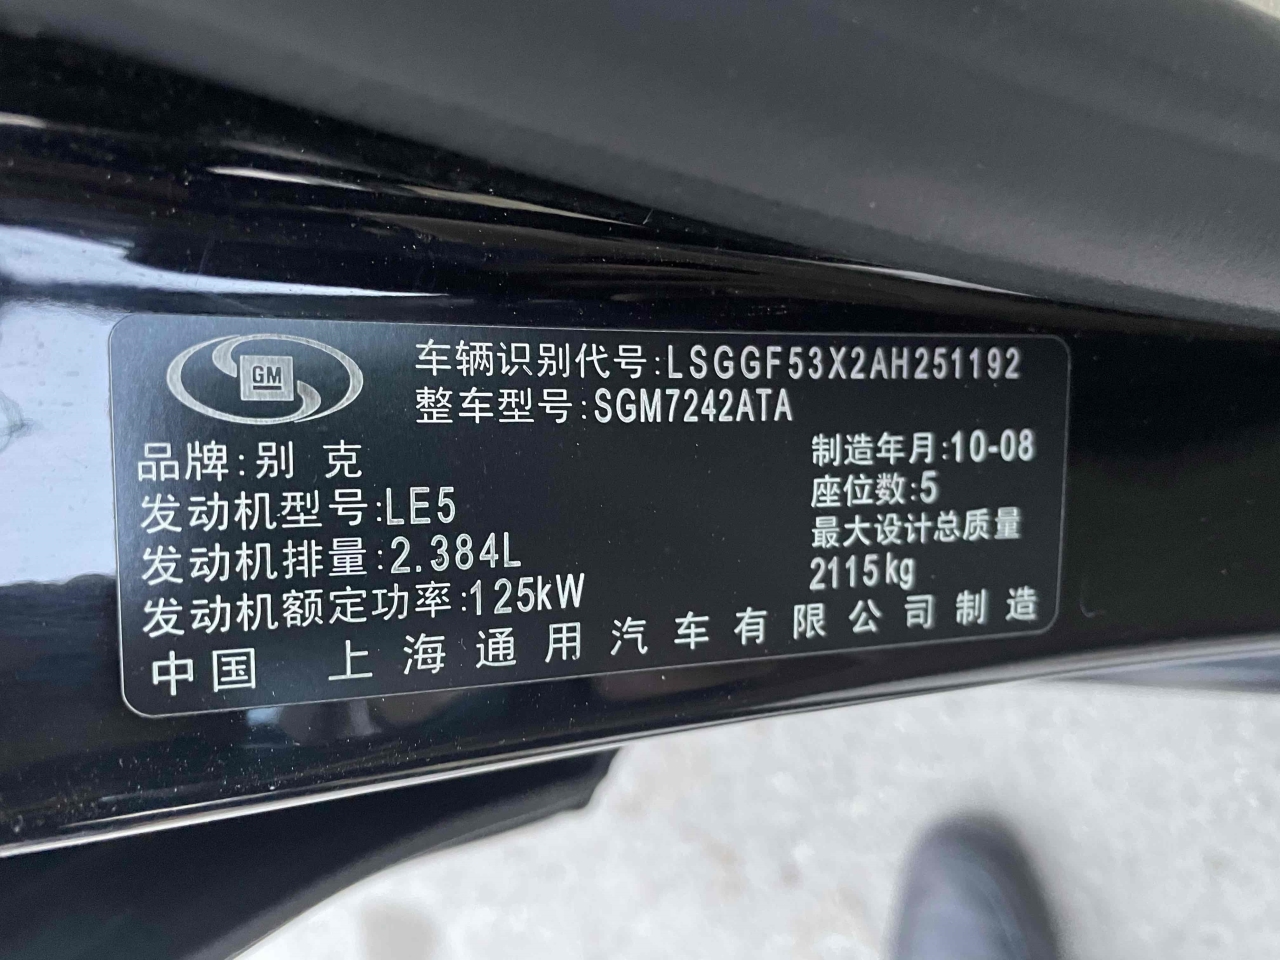 GM
车辆识别代号:LSGGF53X2AH251192
整车型号:SGM7242ATA
品牌:别 克
发动机型号:LE5
发动机排量:2.384L
发动机额定功率:125kW
制造年月:10-08
座位数:5
最大设计总质量
2115kg
中国 上海通用汽车有限公司制造